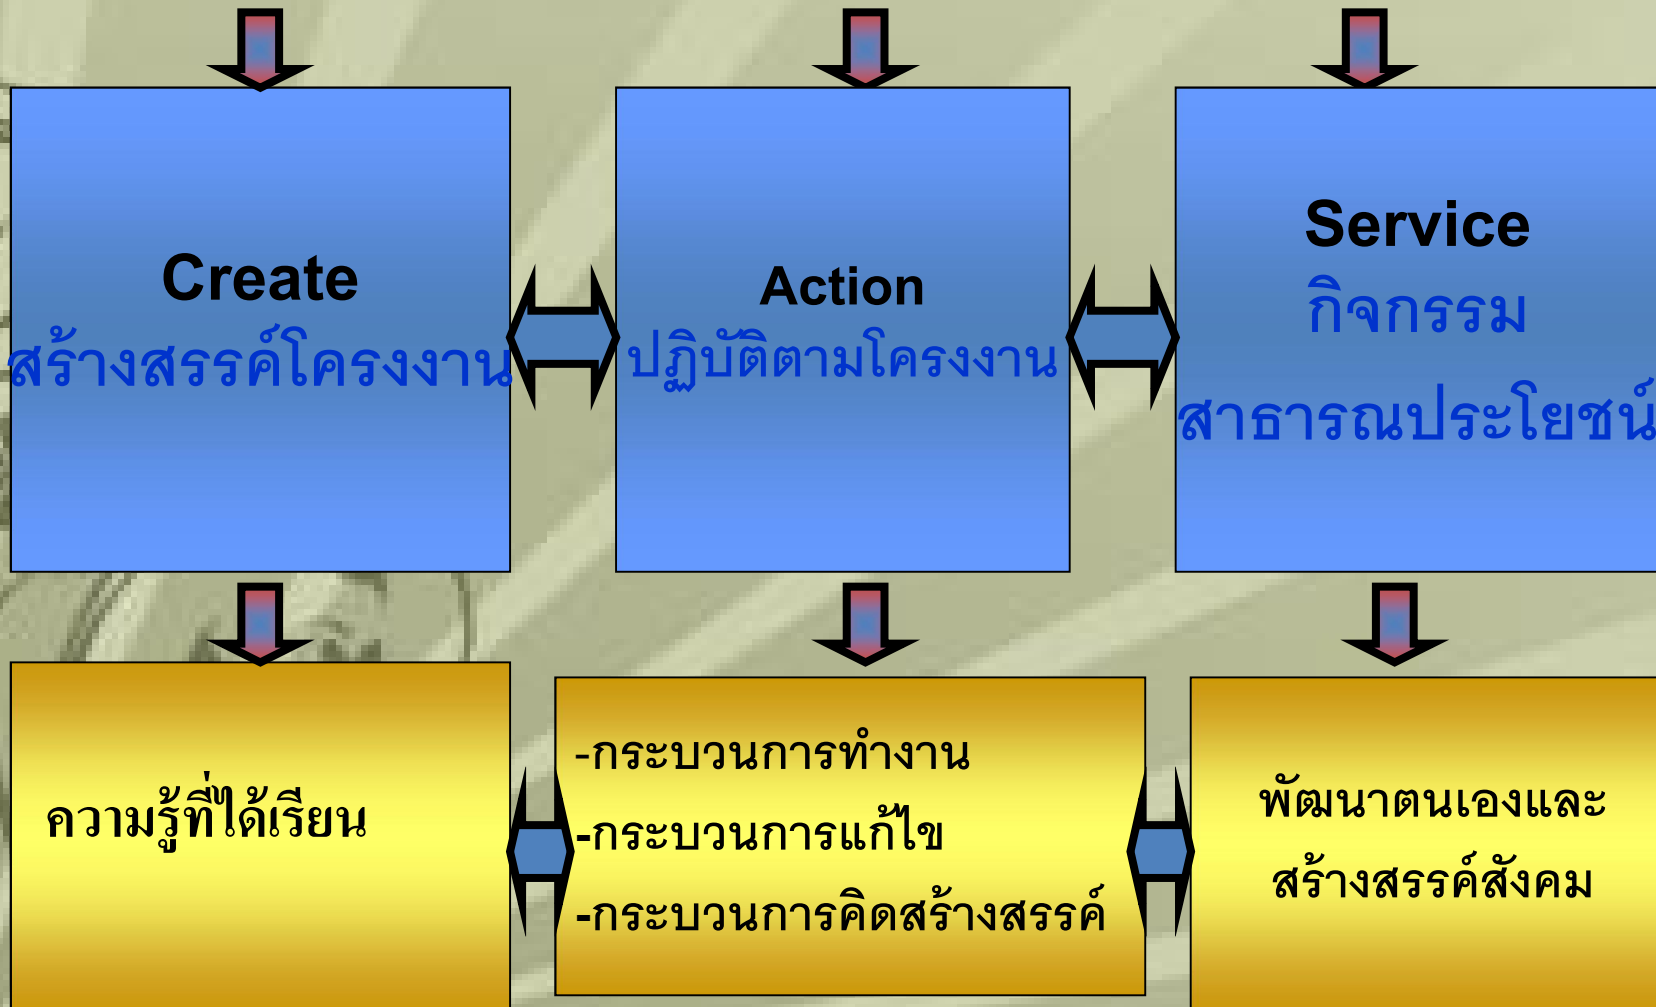 Create
สร้างสรรค์โครงงาน
Action
ปฏิบัติตามโครงงาน
Service
กิจกรรม
สาธารณประโยชน์
ความรู้ที่ได้เรียน
-กระบวนการทำงาน
-กระบวนการแก้ไข
-กระบวนการคิดสร้างสรรค์
พัฒนาตนเองและ
สร้างสรรค์สังคม